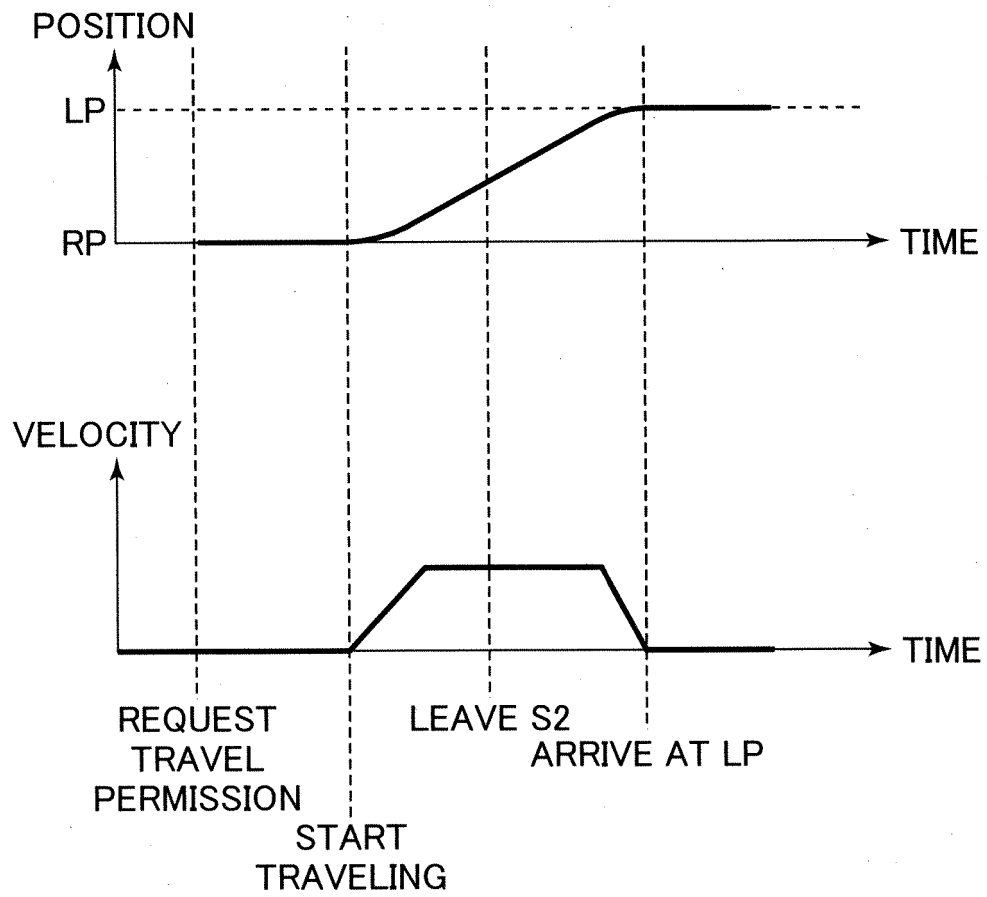 POSITION
LP
RP
TIME
VELOCITY
TIME
REQUEST
TRAVEL
PERMISSION
LEAVE S2
ARRIVE AT LP
START
TRAVELING